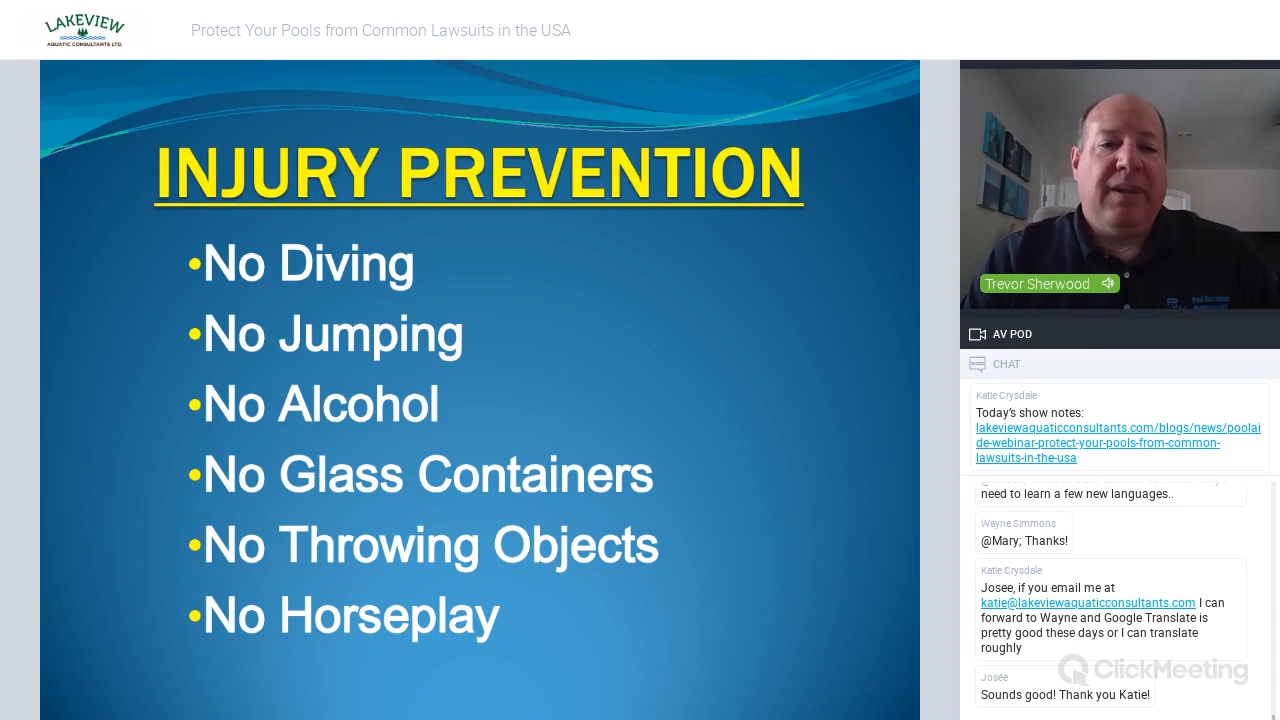 LAKEVIEW
AQUATIC CONSULTANTS LTD.
Protect Your Pools from Common Lawsuits in the USA
INJURY PREVENTION
•No Diving
•No Jumping
•No Alcohol
•No Glass Containers
•No Throwing Objects
•No Horseplay
Trevor Sherwood
AV POD
CHAT
Katie Crysdale
Today's show notes:
lakeviewaquaticconsultants.com/blogs/news/poolai
de-webinar-protect-your-pools-from-common-
lawsuits-in-the-usa
need to learn a few new languages..
Wayne Simmons
@Mary; Thanks!
Katie Crysdale
Josee, if you email me at
katie@lakeviewaquaticconsultants.com I can
forward to Wayne and Google Translate is
pretty good these days or I can translate
roughly
ClickMeeting
Josée
Sounds good! Thank you Katie!